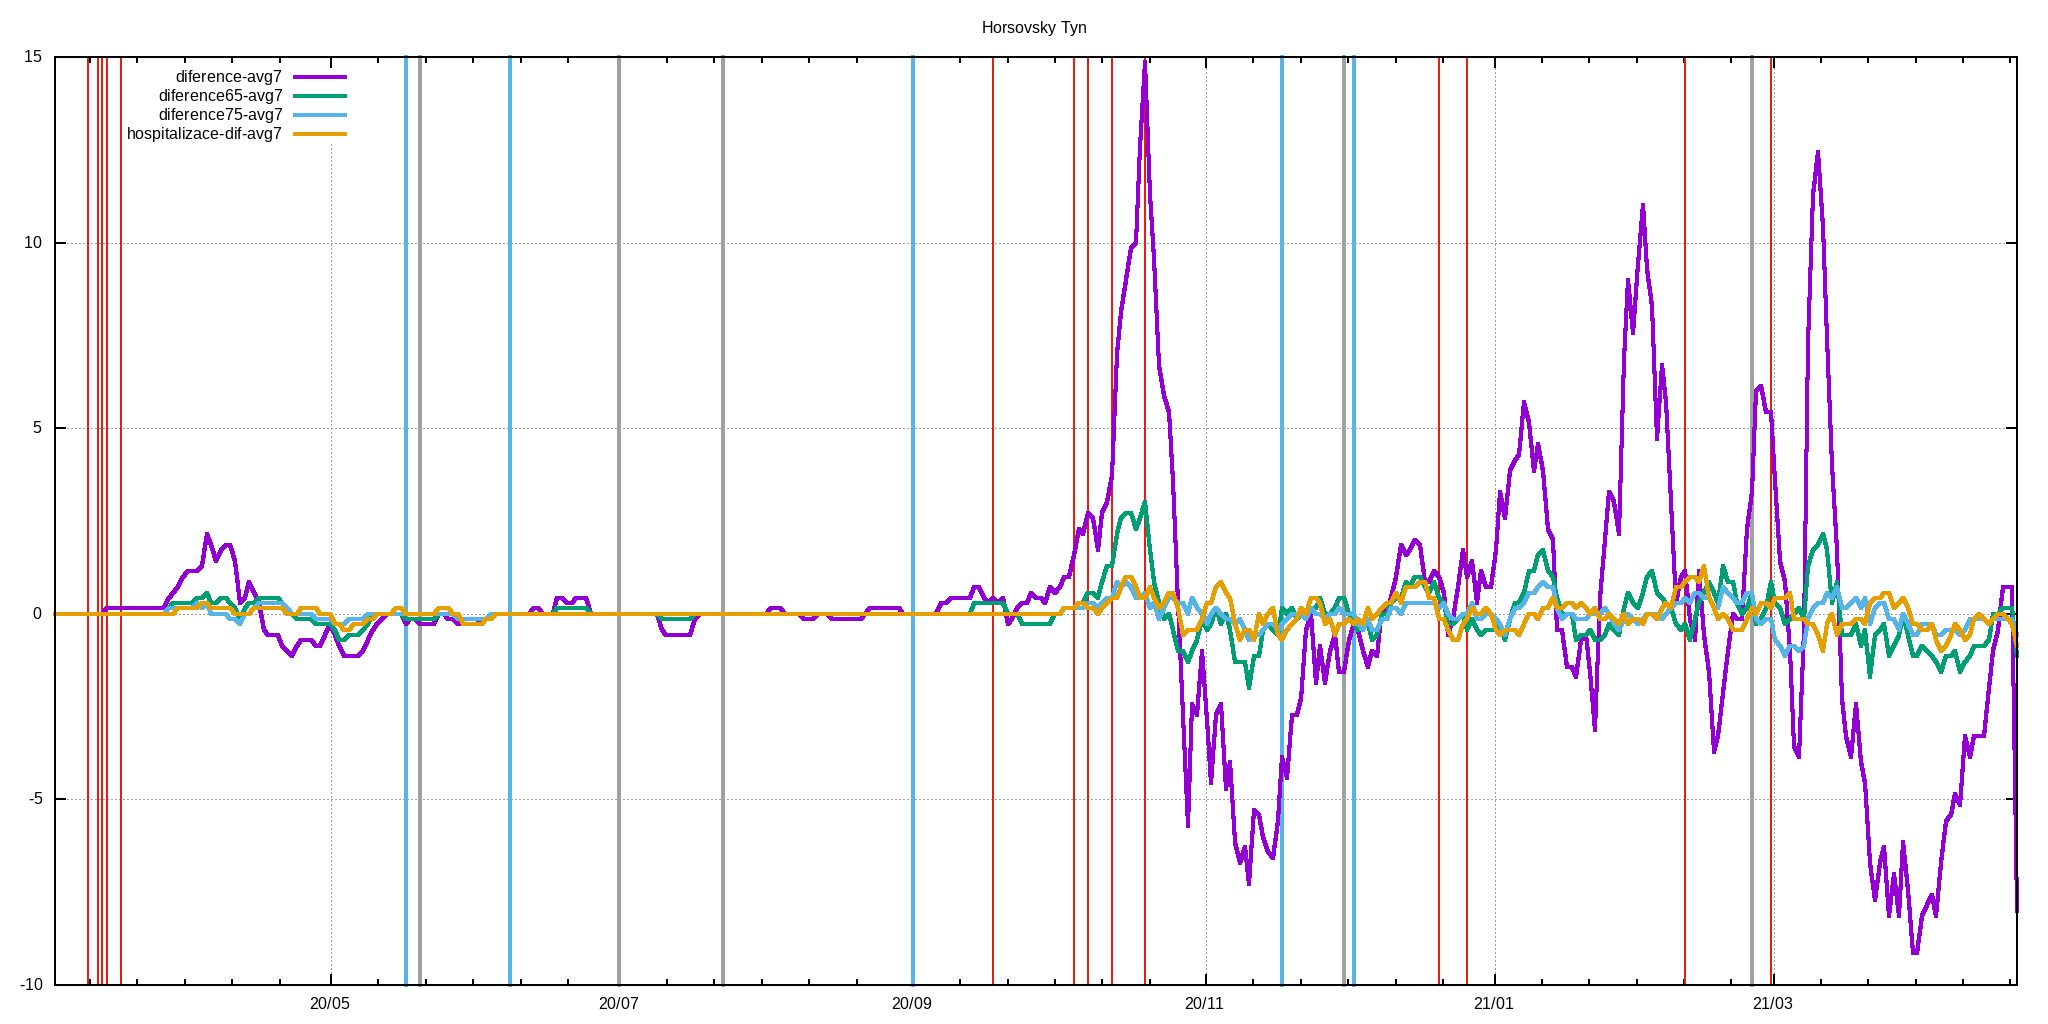 Horsovsky Tyn
15
diference-avg7
diference65-avg7
diference75-avg7
hospitalizace-dif-avg7
10
5
0
-5
-10
20/05
20/07
20/09
20/11
21/01
21/03